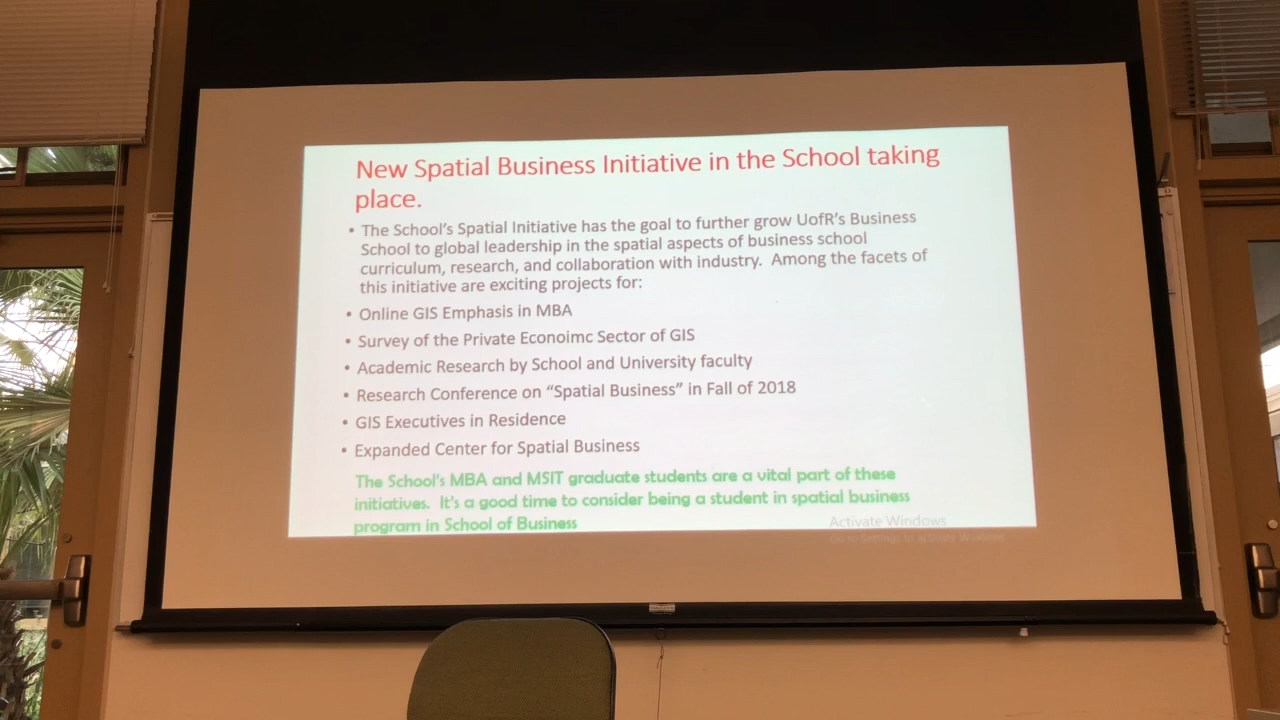 New Spatial Business Initiative in the School taking
place.
• The School's Spatial Initiative has the goal to further grow UofR's Business
School to global leadership in the spatial aspects of business school
curriculum, research, and collaboration with industry.  Among the facets of
this initiative are exciting projects for:
• Online GIS Emphasis in MBA
• Survey of the Private Econoimc Sector of GIS
• Academic Research by School and University faculty
• Research Conference on “Spatial Business” in Fall of 2018
• GIS Executives in Residence
• Expanded Center for Spatial Business
The School's MBA and MSIT graduate students are a vital part of these
initiatives.  It's a good time to consider being a student in spatial business
program in School of Business
Activate Windows
Go to Settings to activate Windows.